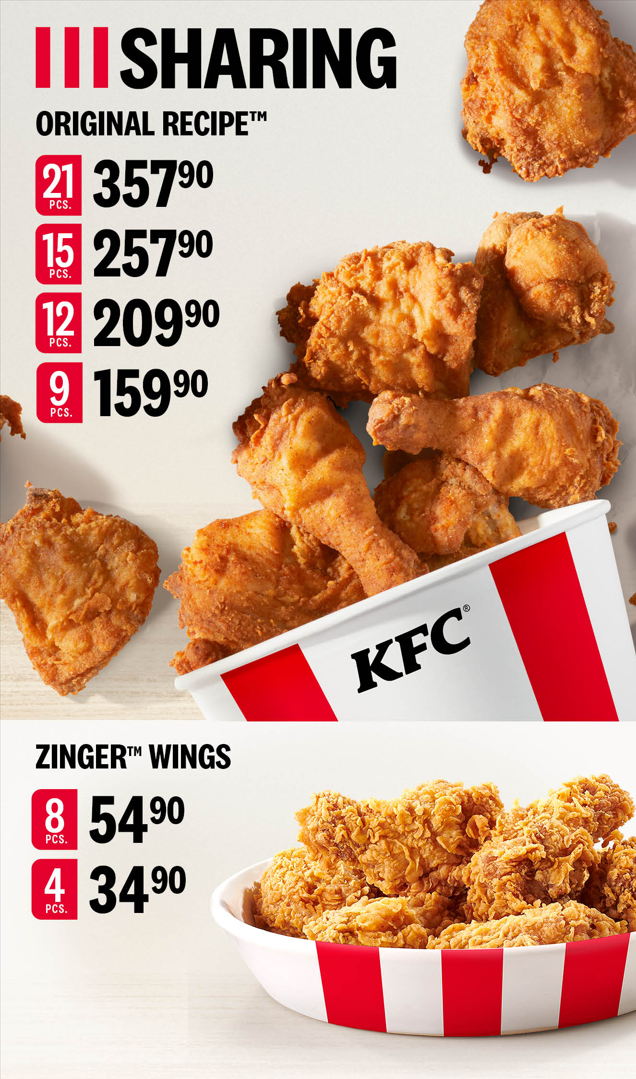 SHARING
ORIGINAL RECIPE™
21 PCS. 357⁹⁰
15 PCS. 257⁹⁰
12 PCS. 209⁹⁰
9 PCS. 159⁹⁰
KFC®
ZINGER™ WINGS
8 PCS. 54⁹⁰
4 PCS. 34⁹⁰